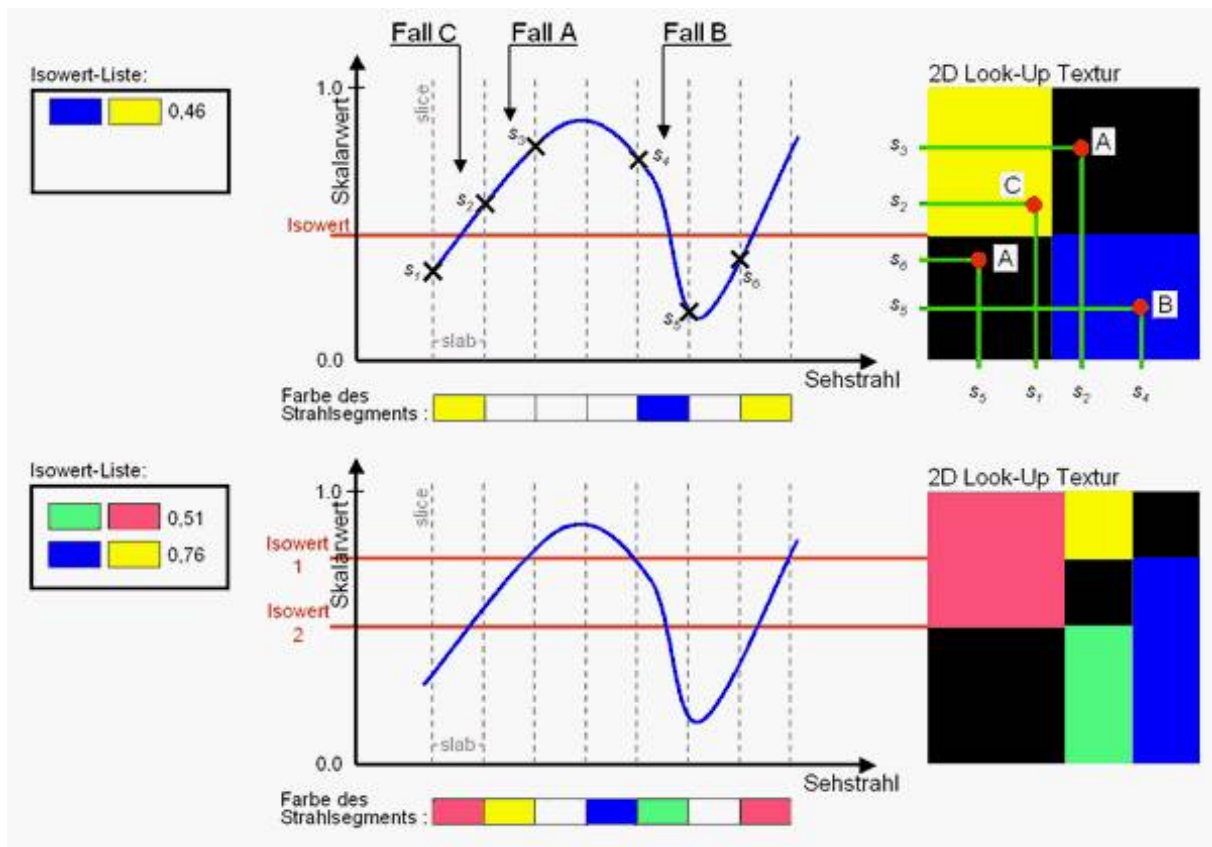 Isowert-Liste:
0,46
Fall C
Fall A
Fall B
1.0
Skalarwert
slice
s1
s2
s3
s4
s5
s6
Isowert
slab
0.0
Sehstrahl
Farbe des
Strahlsegments :
2D Look-Up Textur
s3
A
s2
C
s6
A
s5
B
s5
s1
s2
s4
Isowert-Liste:
0,51
0,76
1.0
Skalarwert
slice
Isowert
1
Isowert
2
slab
0.0
Sehstrahl
Farbe des
Strahlsegments :
2D Look-Up Textur